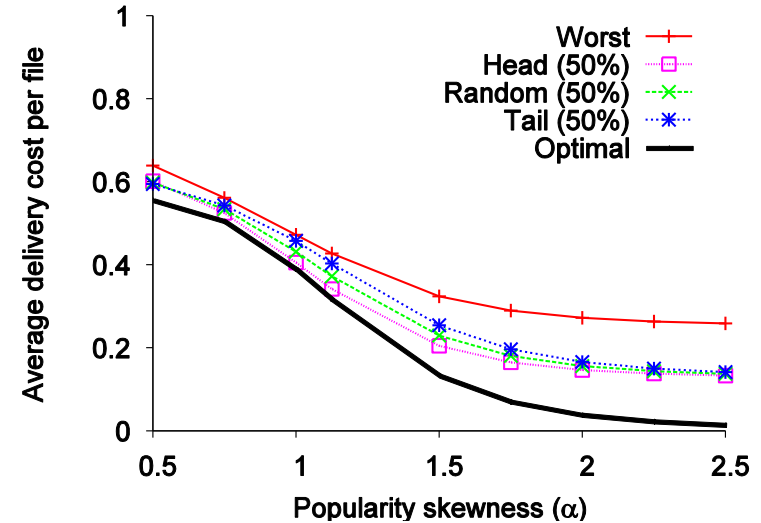 1
0.8
0.6
0.4
0.2
0
Average delivery cost per file
Worst
Head (50%)
Random (50%)
Tail (50%)
Optimal
0.5 1 1.5 2 2.5
Popularity skewness (α)